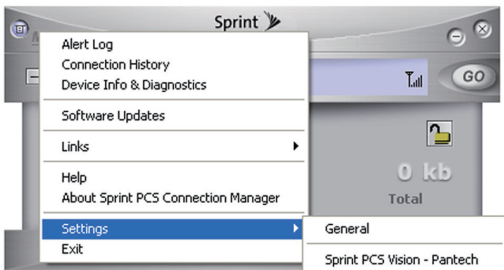 Sprint
Alert Log
Connection History
Device Info & Diagnostics
GO
Software Updates
Links
0 kb
Help
Total
About Sprint PCS Connection Manager
Settings
General
Exit
Sprint PCS Vision - Pantech